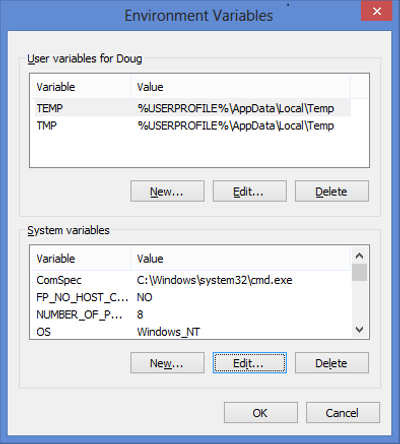 Environment Variables
User variables for Doug
Variable Value
TEMP %USERPROFILE%\AppData\Local\Temp
TMP %USERPROFILE%\AppData\Local\Temp
New... Edit... Delete
System variables
Variable Value
ComSpec C:\Windows\system32\cmd.exe
FP_NO_HOST_C... NO
NUMBER_OF_P... 8
OS Windows_NT
New... Edit... Delete
OK Cancel